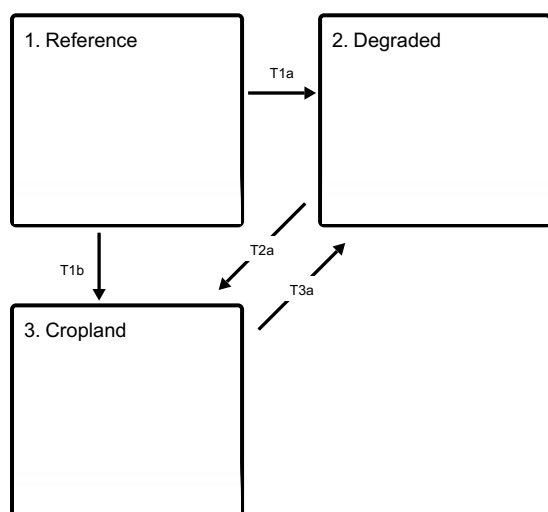 1. Reference
2. Degraded
T1a
T2a
T1b
T3a
3. Cropland